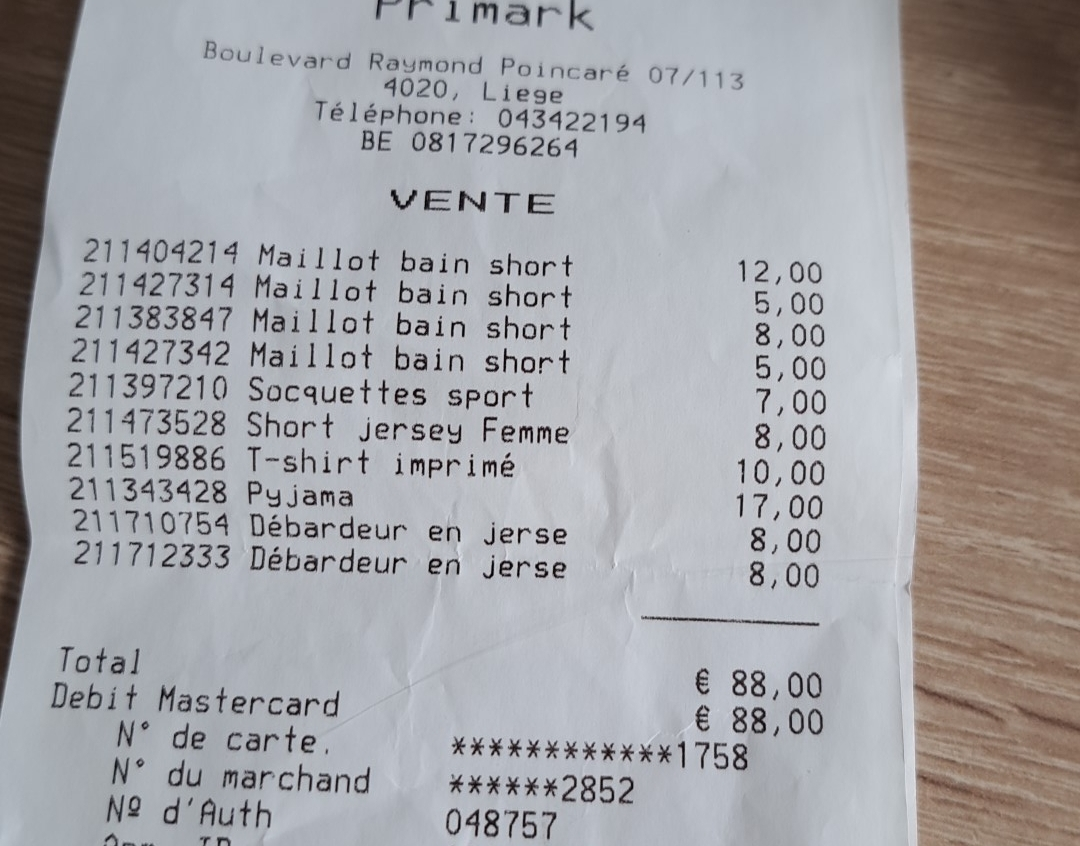 Primark
Boulevard Raymond Poincaré 07/113
4020, Liege
Téléphone: 043422194
BE 0817296264
VENTE
211404214 Maillot bain short 12,00
211427314 Maillot bain short 5,00
211383847 Maillot bain short 8,00
211427342 Maillot bain short 5,00
211397210 Socquettes sport 7,00
211473528 Short jersey Femme 8,00
211519886 T-shirt imprimé 10,00
211343428 Pyjama 17,00
211710754 Débardeur en jerse 8,00
211712333 Débardeur en jerse 8,00
Total € 88,00
Debit Mastercard € 88,00
N° de carte. ************1758
N° du marchand ******2852
Nº d'Auth 048757